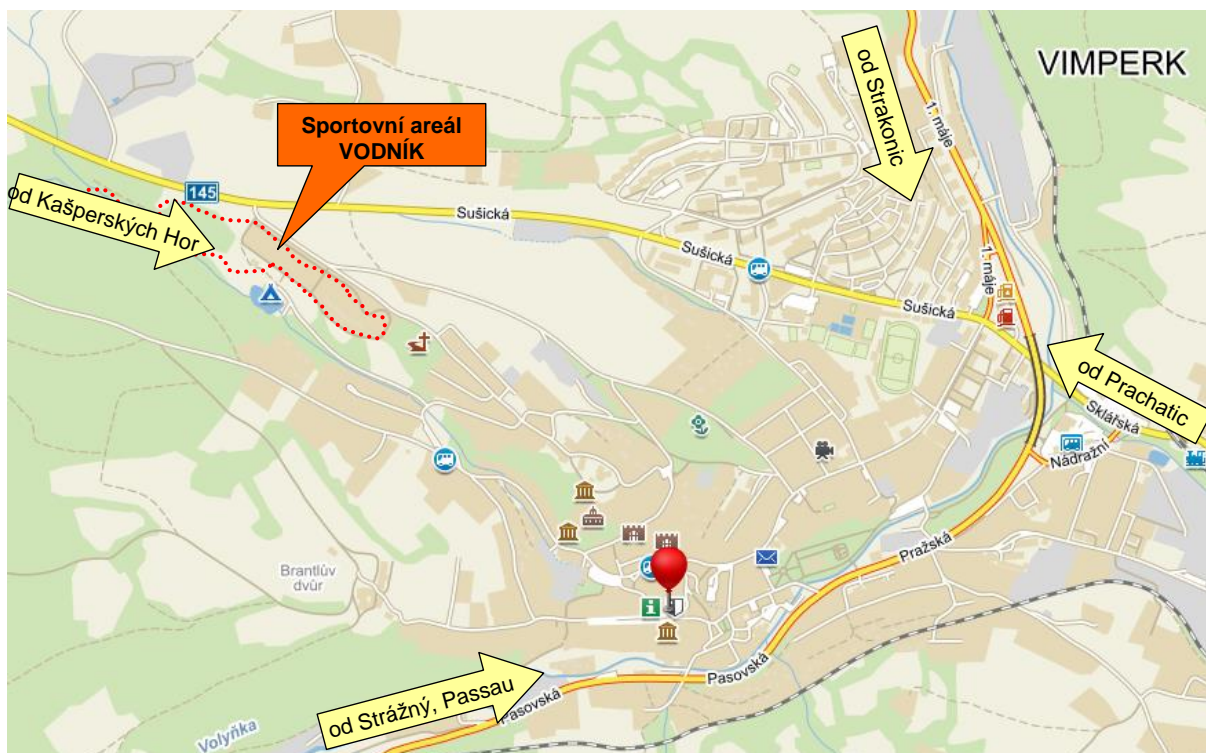 VIMPERK
od Strakonic
1. máje
Sportovní areál
VODNÍK
145
od Kašperských Hor
Sušická
Sušická
1. máje
Sušická
od Prachatic
Sklářská
Nádražní
Pražská
Brantlův
dvůr
Pasovská
od Strážný, Passau
Pasovská
Volyňka